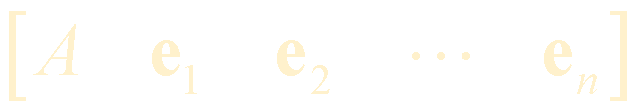 [A e₁ e₂ ⋯ eₙ]